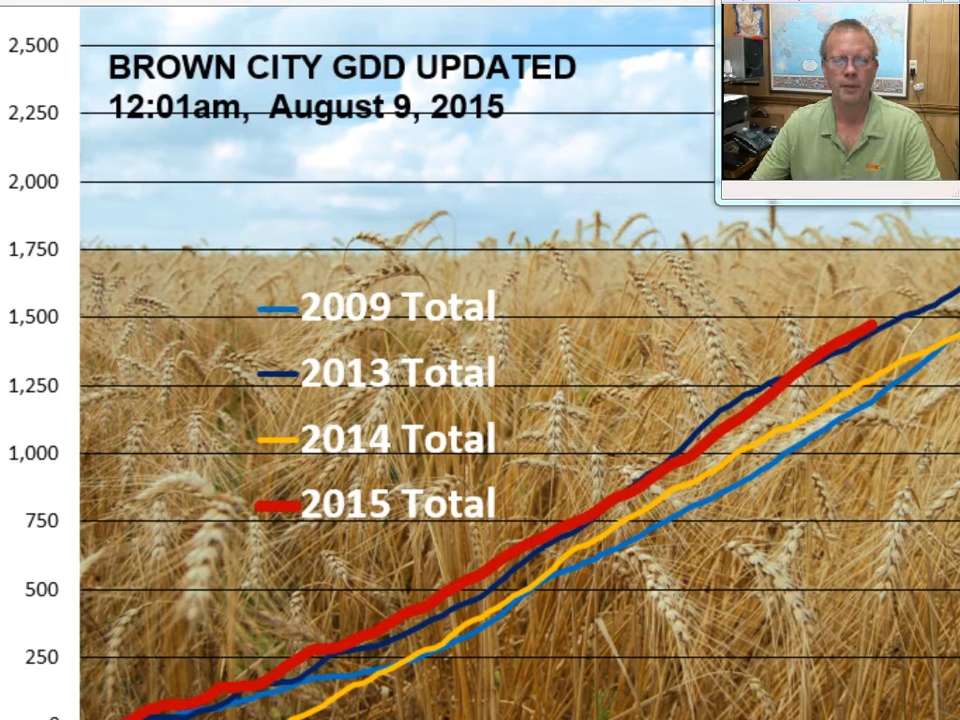 BROWN CITY GDD UPDATED
12:01am, August 9, 2015
2,500
2,250
2,000
1,750
1,500
1,250
1,000
750
500
250
0
2009 Total
2013 Total
2014 Total
2015 Total